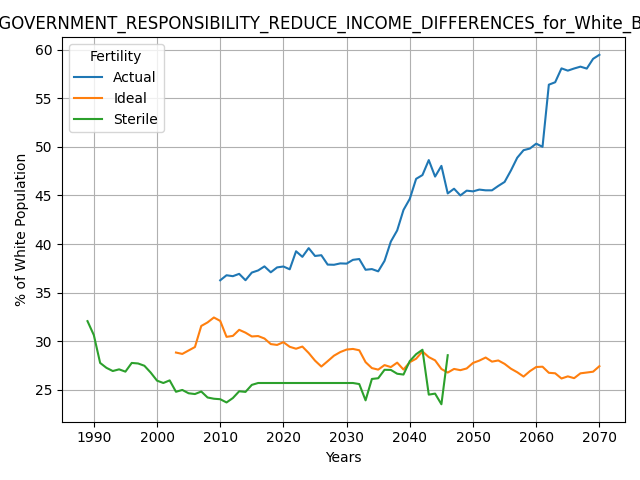 GOVERNMENT_RESPONSIBILITY_REDUCE_INCOME_DIFFERENCES_for_White_B
Fertility
Actual
Ideal
Sterile
% of White Population
60
55
50
45
40
35
30
25
1990 2000 2010 2020 2030 2040 2050 2060 2070
Years